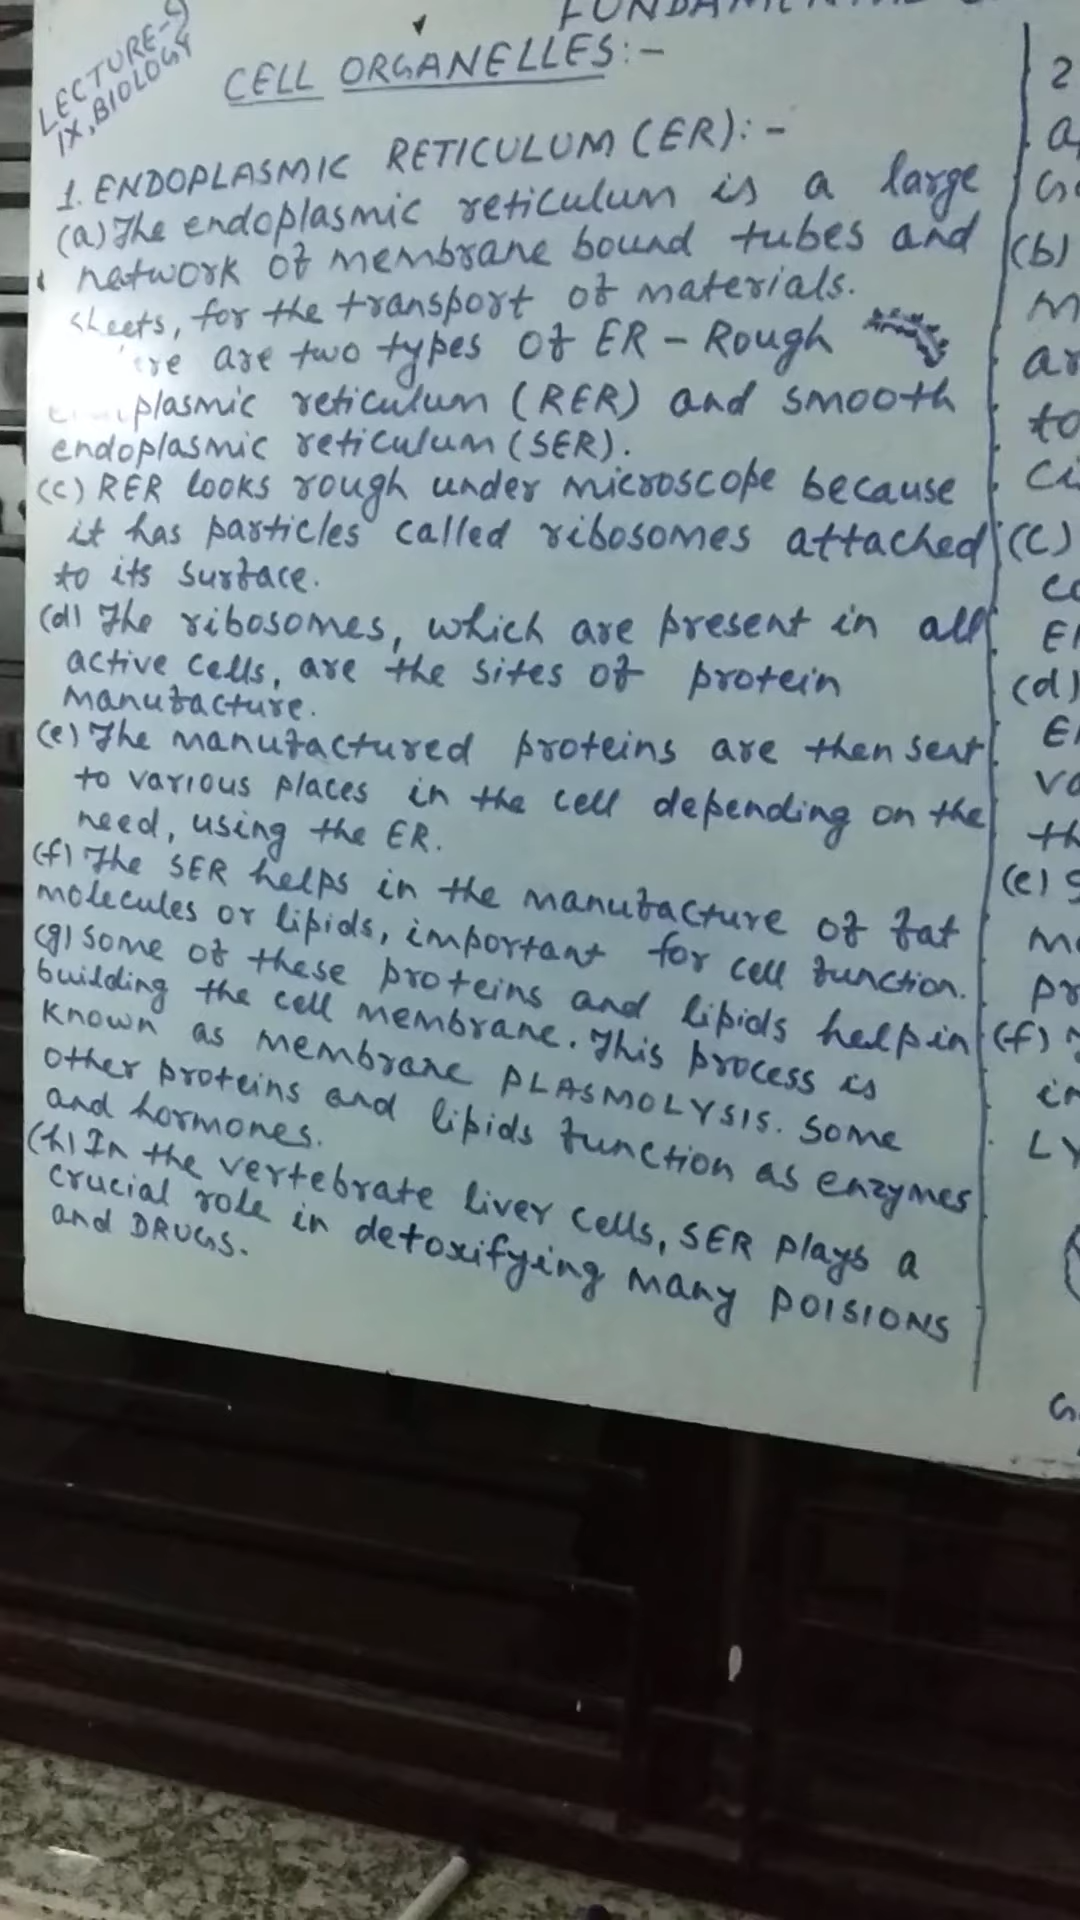 LECTURE-9
IX, BIOLOGY
CELL ORGANELLES:-
1. ENDOPLASMIC RETICULUM (ER):-
(a) The endoplasmic reticulum is a large
network of membrane bound tubes and
sheets, for the transport of materials.
are two types of ER - Rough
plasmic reticulum (RER) and smooth
endoplasmic reticulum (SER).
(c) RER looks rough under microscope because
it has particles called ribosomes attached
to its surface.
(d) The ribosomes, which are present in all
active cells, are the sites of protein
manufacture.
(e) The manufactured proteins are then sent
to various places in the cell depending on the
need, using the ER.
(f) The SER helps in the manufacture of fat
molecules or lipids, important for cell function.
(g) Some of these proteins and lipids help in
building the cell membrane. This process is
known as membrane PLASMOLYSIS. Some
other proteins and lipids function as enzymes
and hormones.
(h) In the vertebrate liver cells, SER plays a
crucial role in detoxifying many POISIONS
and DRUGS.
2
(b)
to
(c)
(d)
(e)
(f)